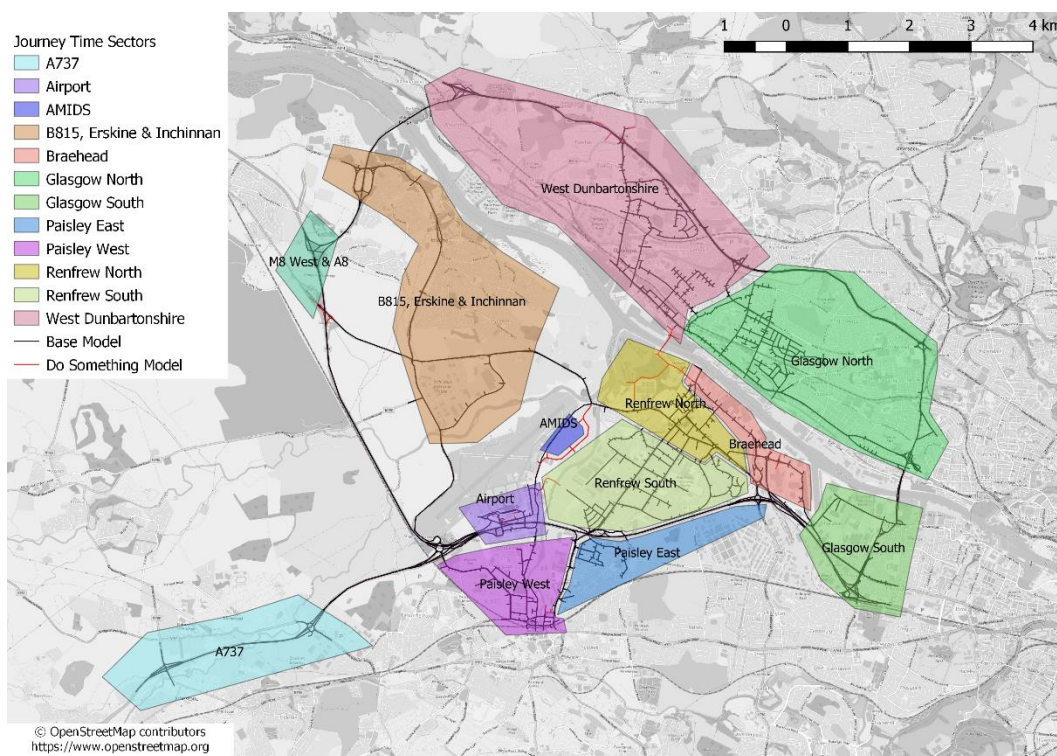 1 0 1 2 3 4 km
Journey Time Sectors
A737
Airport
AMIDS
B815, Erskine & Inchinnan
Braehead
Glasgow North
Glasgow South
Paisley East
Paisley West
Renfrew North
Renfrew South
West Dunbartonshire
Base Model
Do Something Model
West Dunbartonshire
M8 West & A8
B815, Erskine & Inchinnan
Glasgow North
Renfrew North
AMIDS
Braehead
Renfrew South
Airport
Glasgow South
Paisley East
Paisley West
A737
© OpenStreetMap contributors
https://www.openstreetmap.org